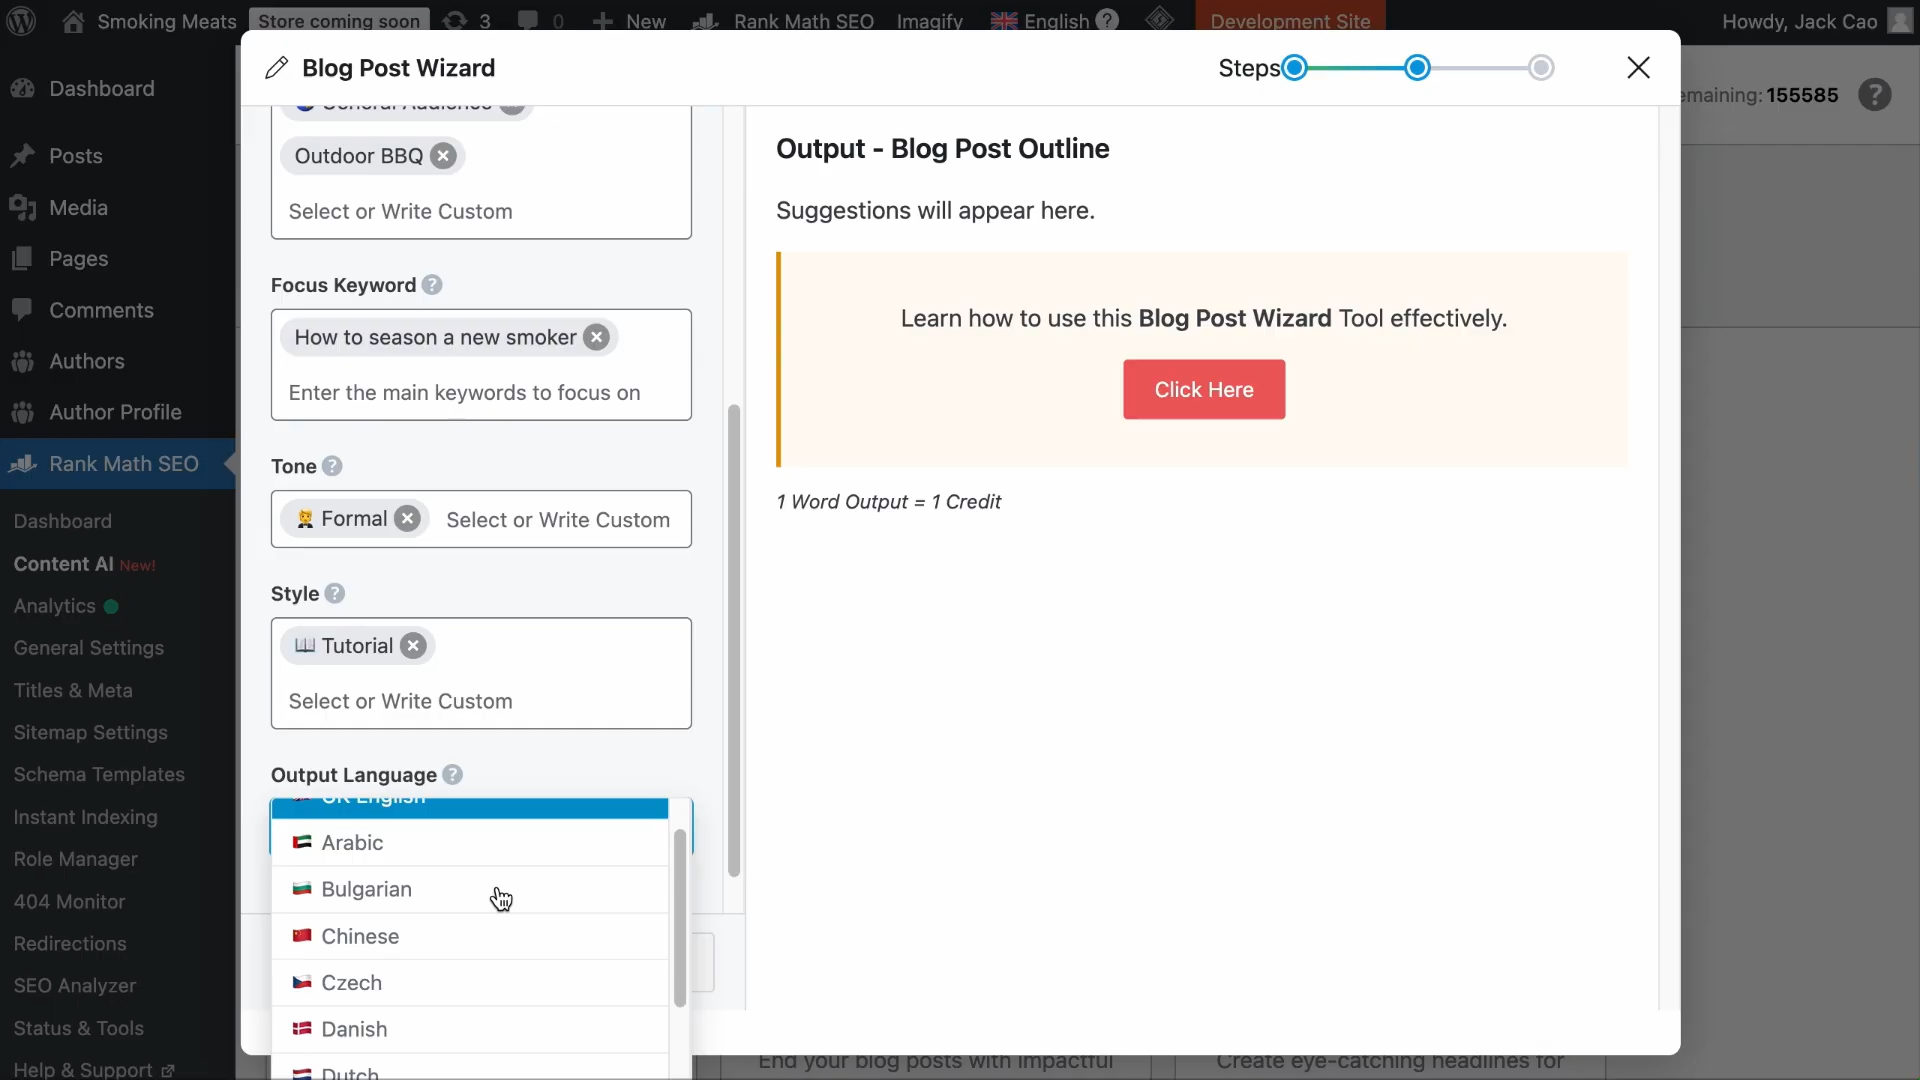 Smoking Meats
Store coming soon
3
0
New
Rank Math SEO
Imagify
English
Development Site
Howdy, Jack Cao
Blog Post Wizard
Steps
emaining: 155585
Dashboard
Posts
Media
Pages
Comments
Authors
Author Profile
Rank Math SEO
Dashboard
Content AI New!
Analytics
General Settings
Titles & Meta
Sitemap Settings
Schema Templates
Instant Indexing
Role Manager
404 Monitor
Redirections
SEO Analyzer
Status & Tools
Help & Support
General Audience
Outdoor BBQ
Select or Write Custom
Focus Keyword
How to season a new smoker
Enter the main keywords to focus on
Tone
Formal
Select or Write Custom
Style
Tutorial
Select or Write Custom
Output Language
UK English
Arabic
Bulgarian
Chinese
Czech
Danish
Dutch
Output - Blog Post Outline
Suggestions will appear here.
Learn how to use this Blog Post Wizard Tool effectively.
Click Here
1 Word Output = 1 Credit
End your blog posts with impactful
Create eye-catching headlines for